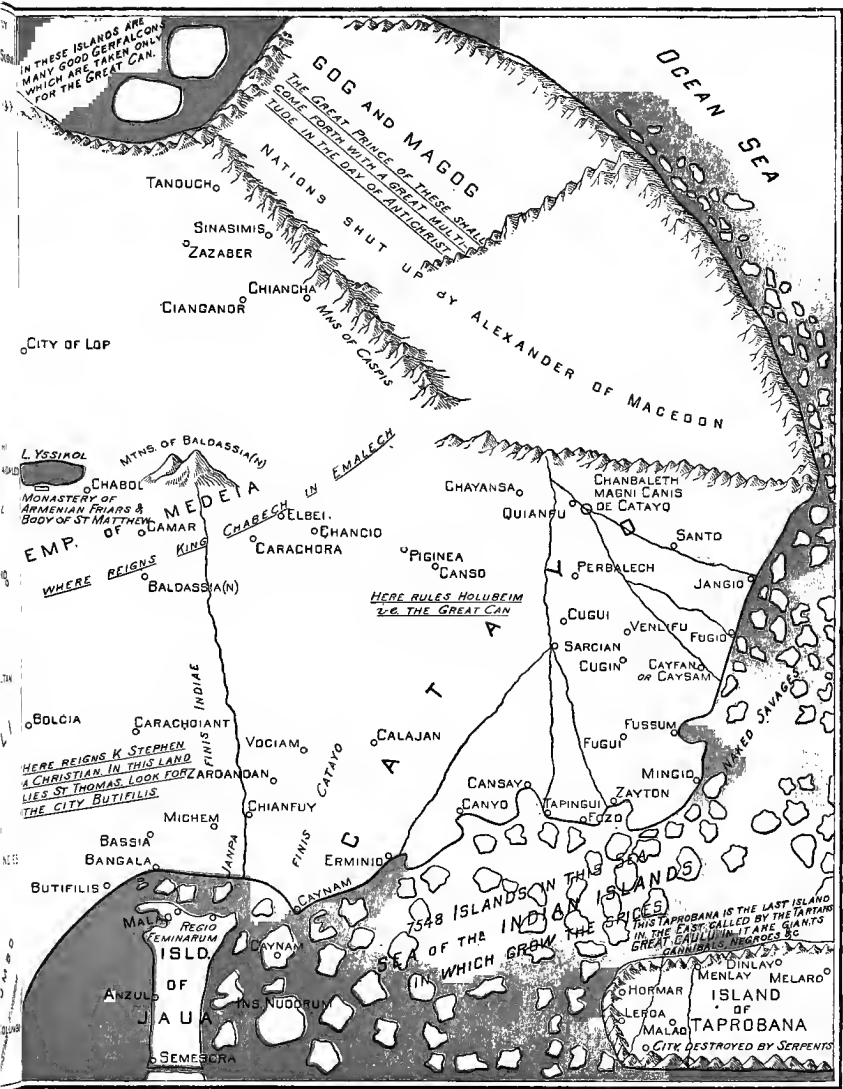 IN THESE ISLANDS ARE
MANY GOOD GERFALCONS
WHICH ARE TAKEN ONLY
FOR THE GREAT CAN.
OCEAN SEA
GOG AND MAGOG
THE GREAT PRINCE OF THESE SHALL
COME FORTH WITH A GREAT MULTI-
TUDE IN THE DAY OF ANTICHRIST
NATIONS SHUT UP BY ALEXANDER OF MACEDON
TANOUCH
SINASIMIS
ZAZABER
CHIANCHA
CIANGANOR
MNS OF CASPIS
CITY OF LOP
L. YSSIKOL
MTNS. OF BALDASSIA(N)
CHABOL
MONASTERY OF
ARMENIAN FRIARS &
BODY OF ST MATTHEW
EMP. OF MEDEIA
CAMAR
WHERE REIGNS KING CHABECH IN EMALECH
ELBEI.
CHANCIO
CARACHORA
BALDASSIA(N)
CHAYANSA
QUIANFU
CHANBALETH
MAGNI CANIS
DE CATAYO
SANTO
PIGINEA
CANSO
PERBALECH
JANGIO
HERE RULES HOLUBEIM
i.e. THE GREAT CAN
CATAL
CUGUI
VENLIFU
FUGIO
SARCIAN
CUGIN
CAYFAN
OR CAYSAM
NAKED SAVAGES
FINIS INDIAE
BOLCIA
CARACHOIANT
VOCIAM
CALAJAN
FUSSUM
FUGUI
HERE REIGNS K STEPHEN
A CHRISTIAN. IN THIS LAND
LIES ST THOMAS. LOOK FOR
THE CITY BUTIFILIS
ZARDANDAN
FINIS CATAYO
MINGIO
CANSAY
ZAYTON
MICHEM
CHIANFUY
CANYO
TAPINGUI
FOZO
BASSIA
BANGALA
JANPA
ERMINIO
BUTIFILIS
CAYNAM
7548 ISLANDS IN THIS SEA
SEA OF THE INDIAN ISLANDS
IN WHICH GROW THE SPICES
THIS TAPROBANA IS THE LAST ISLAND
IN THE EAST. CALLED BY THE TARTARS
GREAT CAULIJ. IN IT ARE GIANTS
CANNIBALS, NEGROES &C
MALAO
REGIO
FEMINARUM
ISLD.
OF
JAUA
CAYNAM
ANZUL
INS. NUDORUM
SEMESCRA
DINLAY
MENLAY
MELARO
HORMAR
ISLAND
OF
TAPROBANA
LEROA
MALAO
CITY DESTROYED BY SERPENTS